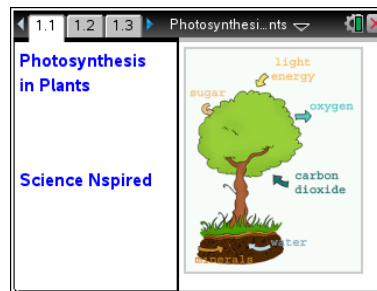 1.1 1.2 1.3 Photosynthesi...nts
Photosynthesis
in Plants
Science Nspired
light
energy
sugar
oxygen
carbon
dioxide
water
minerals